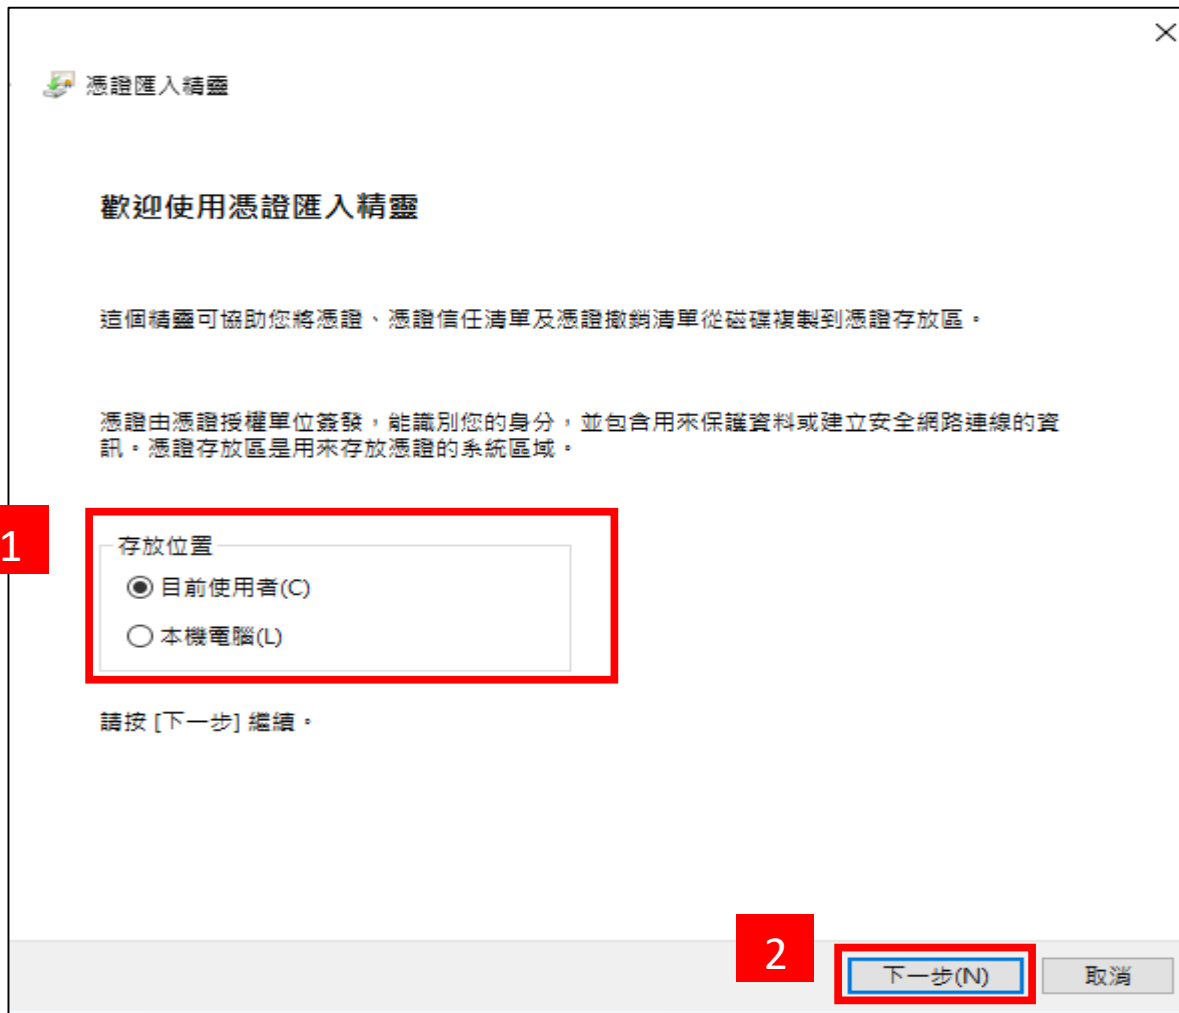 憑證匯入精靈
歡迎使用憑證匯入精靈
這個精靈可協助您將憑證、憑證信任清單及憑證撤銷清單從磁碟複製到憑證存放區。
憑證由憑證授權單位簽發，能識別您的身分，並包含用來保護資料或建立安全網路連線的資
訊。憑證存放區是用來存放憑證的系統區域。
1
存放位置
目前使用者(C)
本機電腦(L)
請按 [下一步] 繼續。
2
下一步(N)
取消